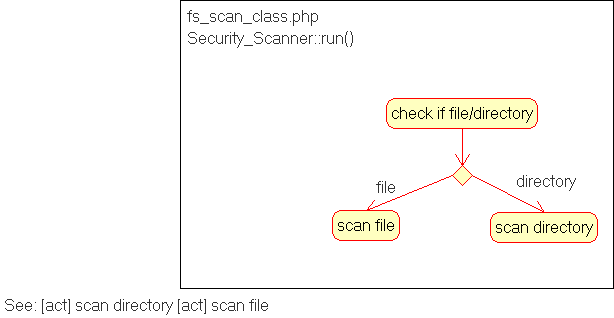 fs_scan_class.php
Security_Scanner::run()
check if file/directory
file
directory
scan file
scan directory
See: [act] scan directory [act] scan file